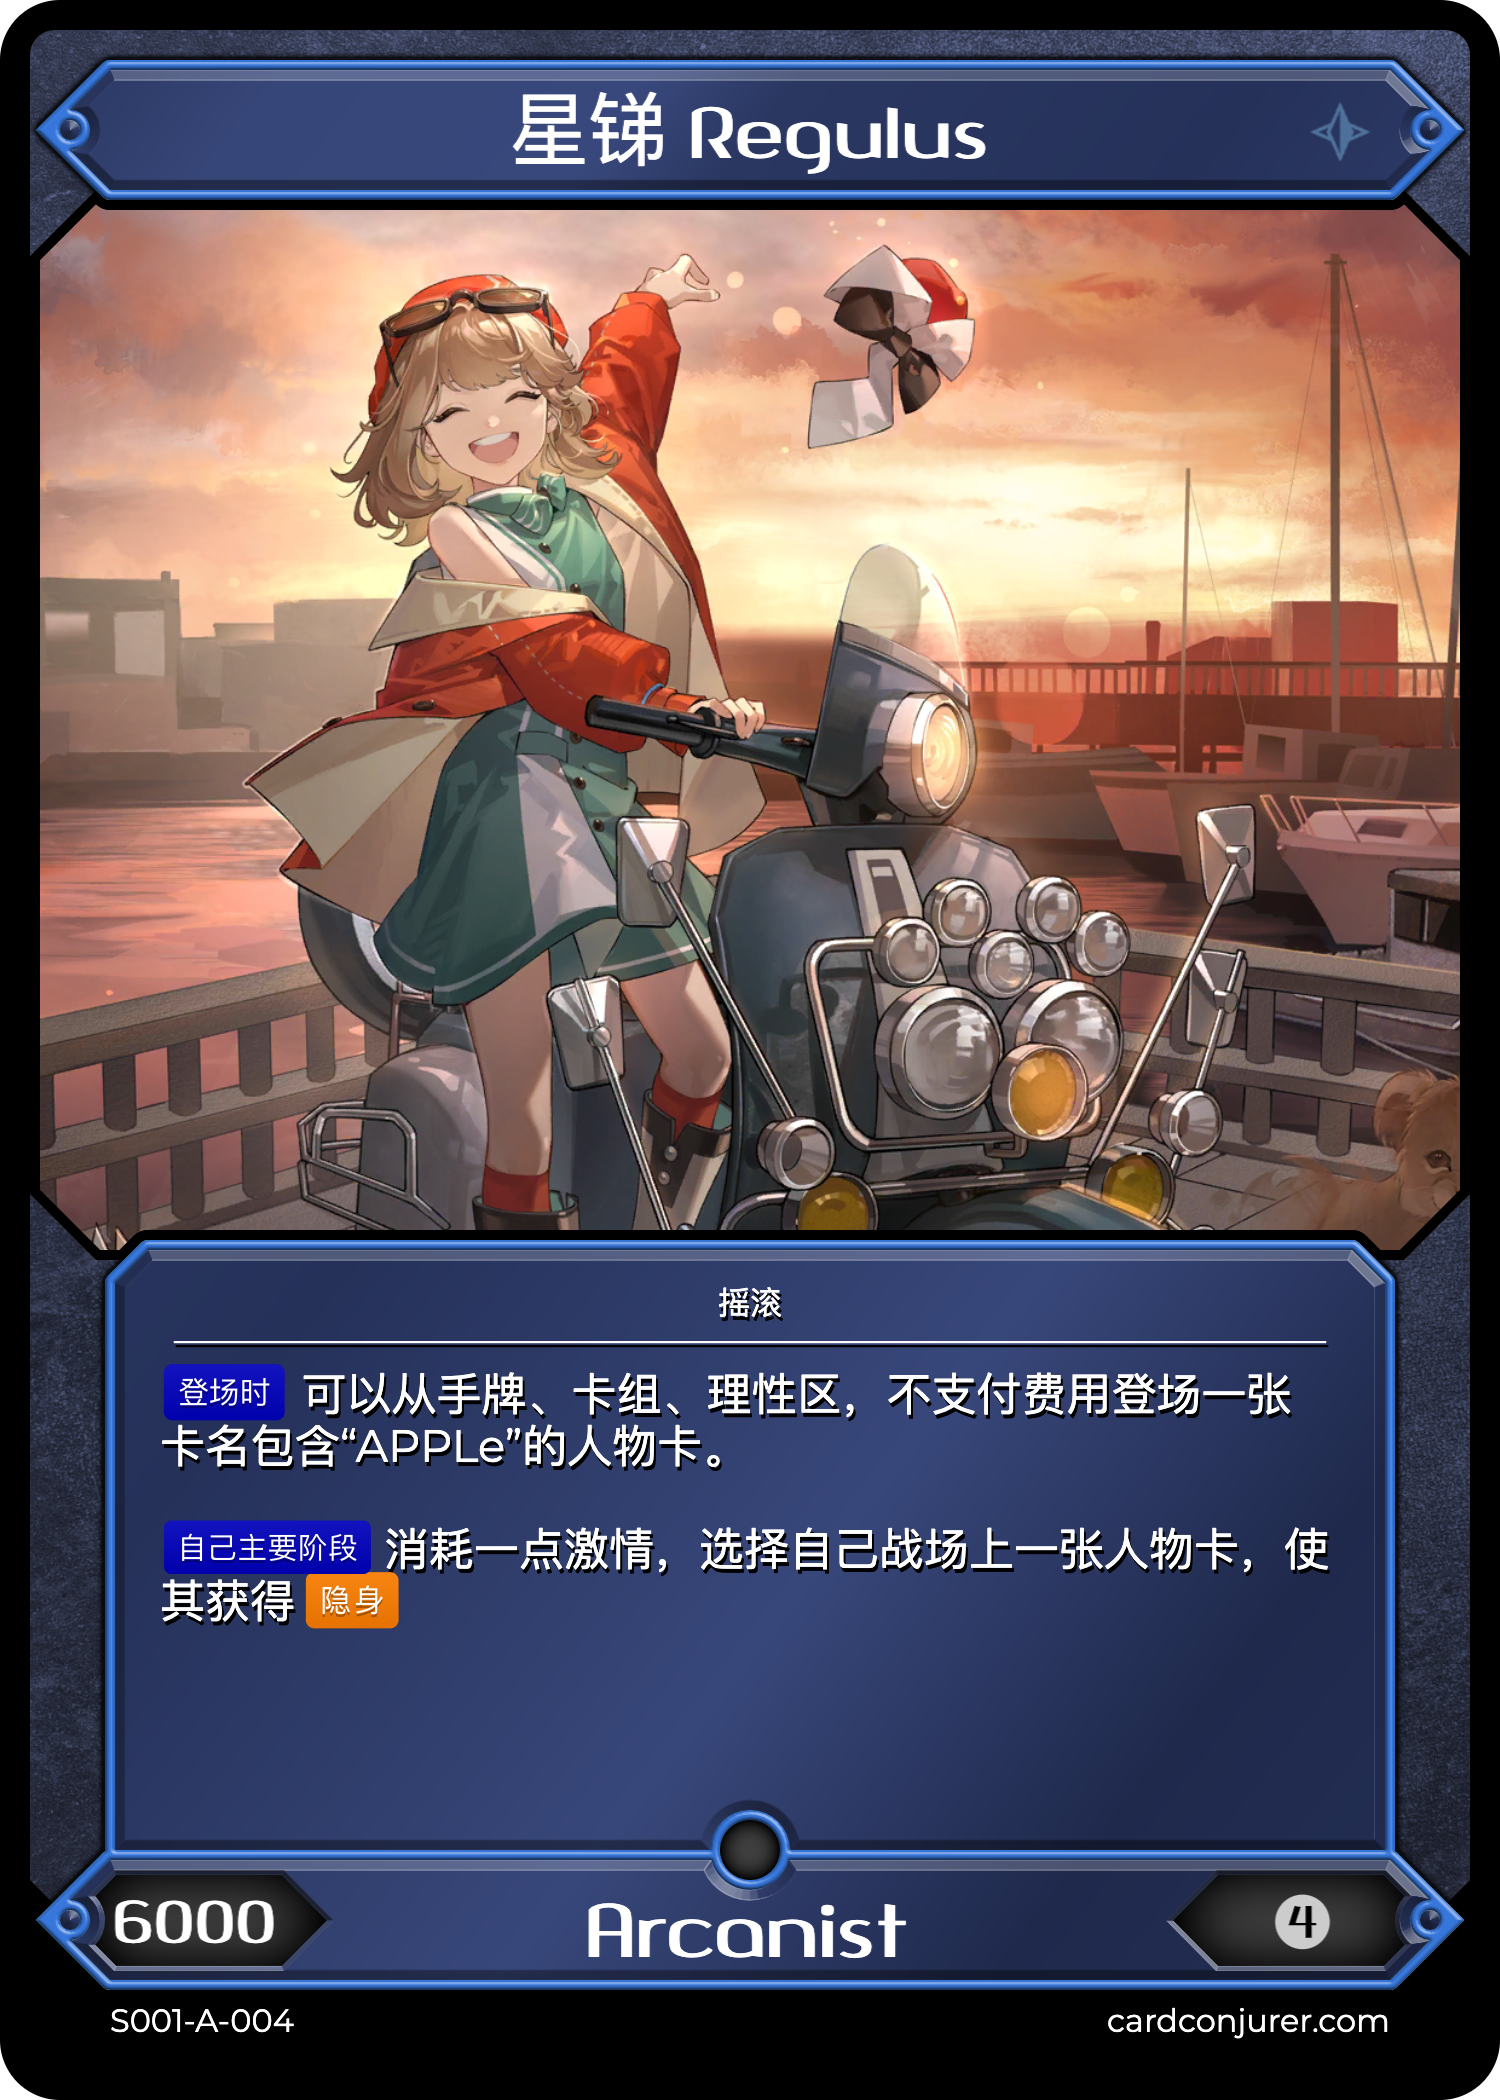 星锑 Regulus
摇滚
登场时 可以从手牌、卡组、理性区，不支付费用登场一张
卡名包含“APPLe”的人物卡。
自己主要阶段 消耗一点激情，选择自己战场上一张人物卡，使
其获得 隐身
6000
Arcanist
4
S001-A-004
cardconjurer.com